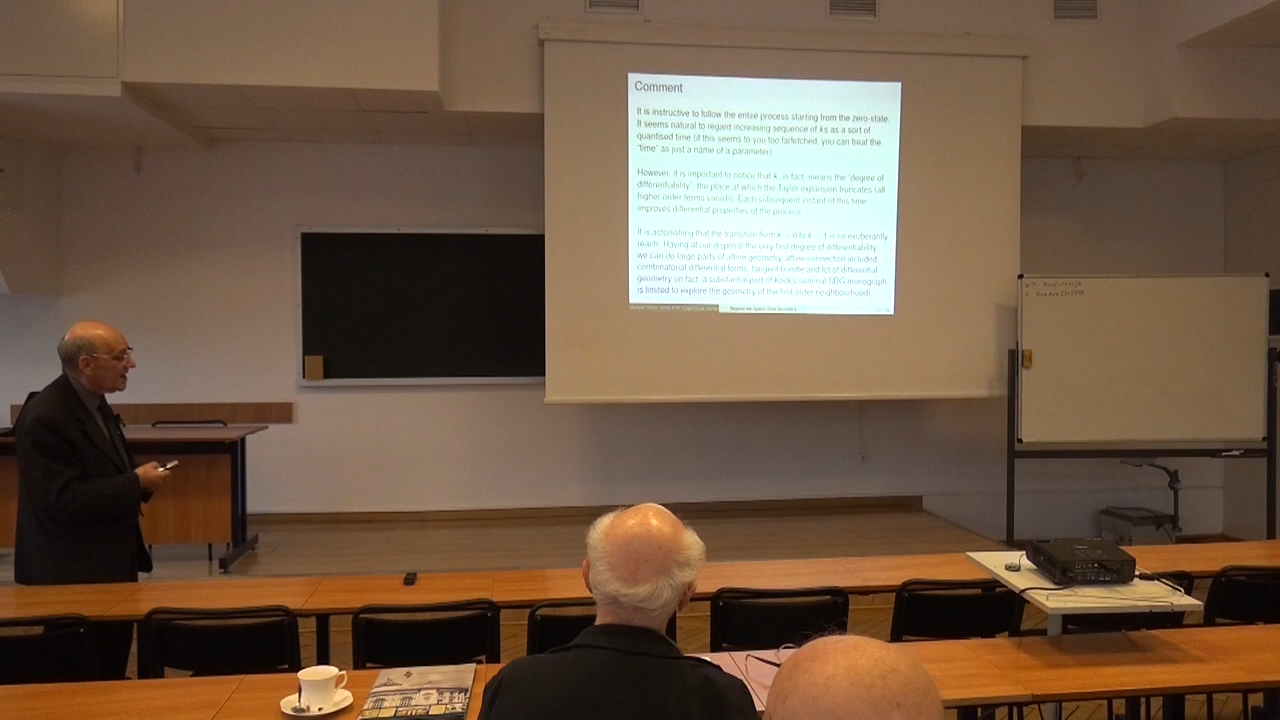 Comment
It is instructive to follow the entire process starting from the zero-state.
It seems natural to regard increasing sequence of ks as a sort of
quantised time (if this seems to you too farfetched, you can treat the
"time" as just a name of a parameter).
However, it is important to notice that k, in fact, means the "degree of
differentiability", the place at which the Taylor expansion truncates (all
higher order terms vanish). Each subsequent instant of this time
improves differential properties of the process.
It is astonishing that the transition from k = 0 to k = 1 is so exuberantly
reach. Having at our disposal the very first degree of differentiability
we can do large parts of affine geometry, affine connection included,
combinatorial differential forms, tangent bundle and lot of differential
geometry (in fact, a substantial part of Kock's seminal SDG monograph
is limited to explore the geometry of the first order neighbourhood).
Beyond the Space-Time Boundary